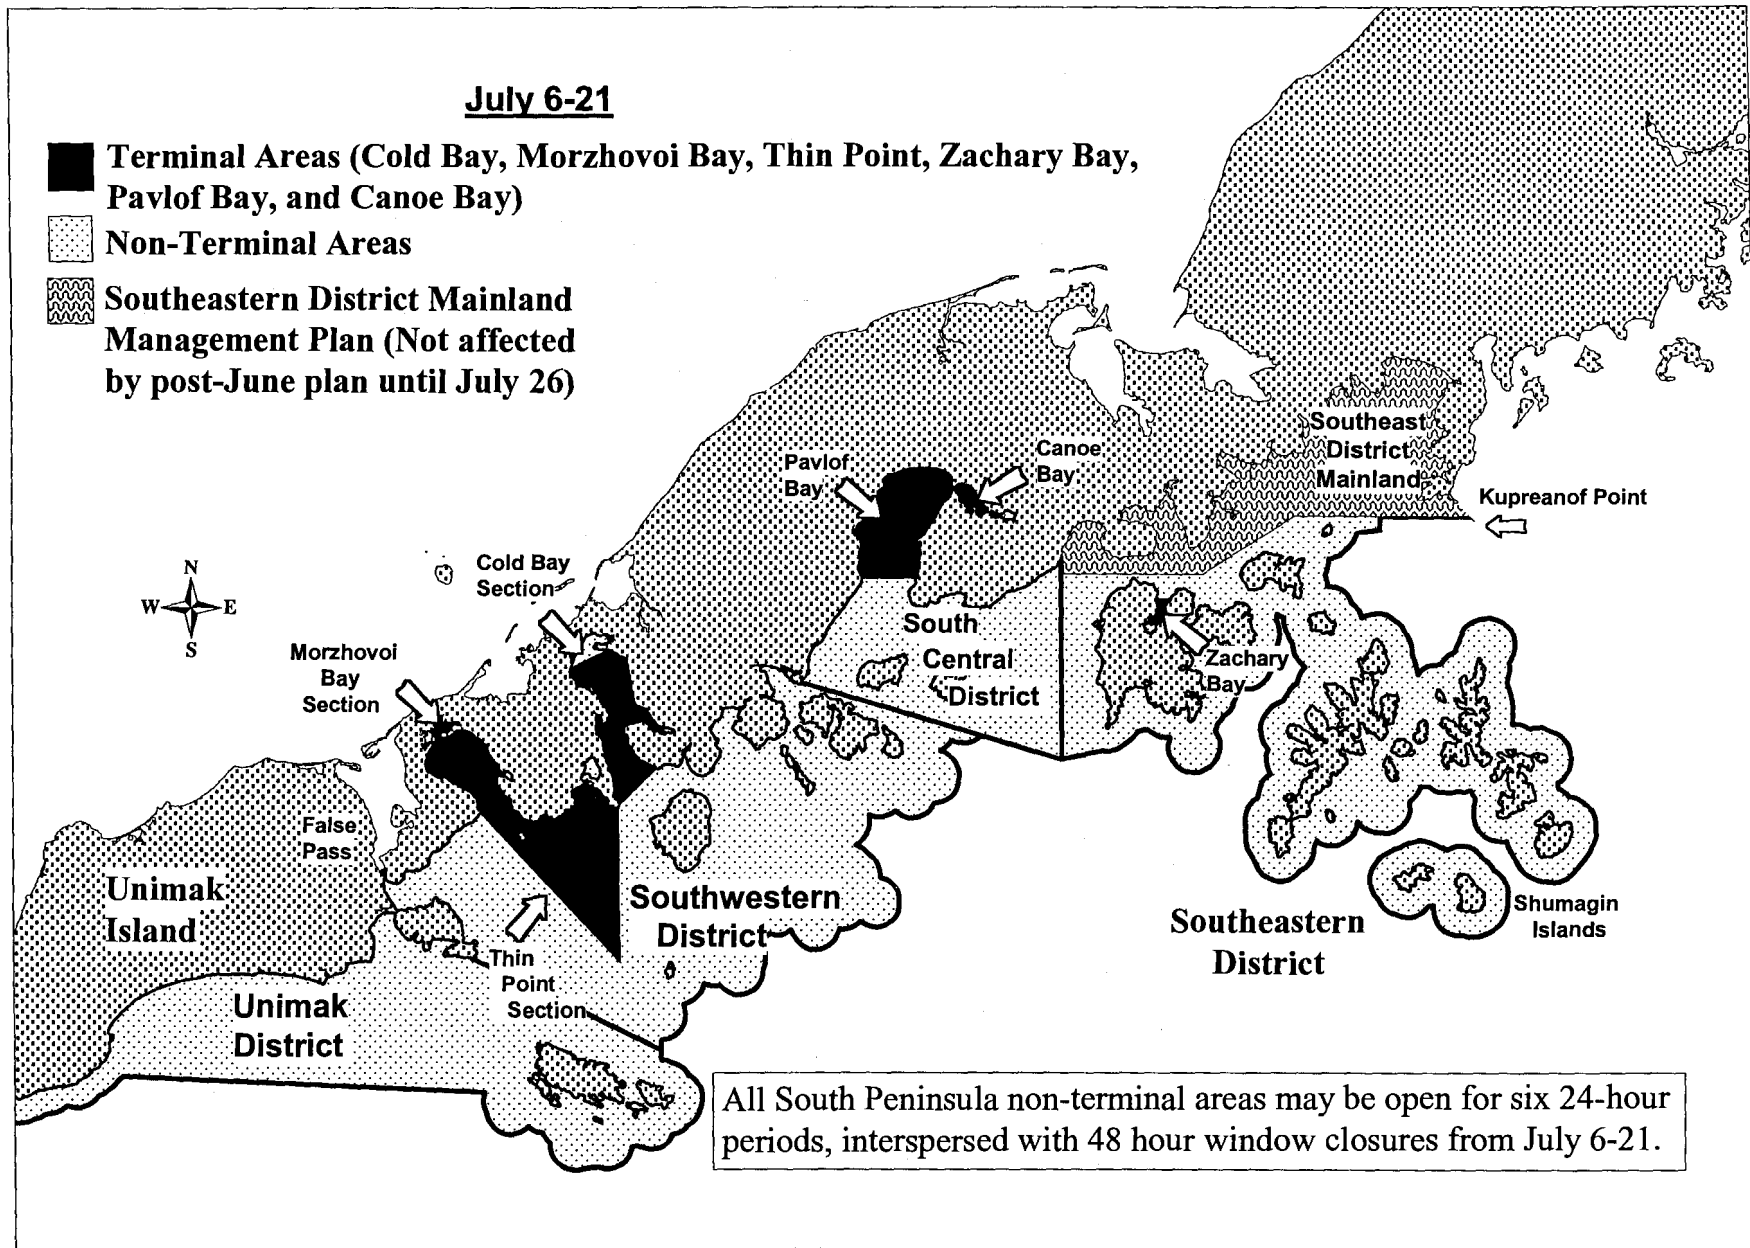 July 6-21
Terminal Areas (Cold Bay, Morzhovoi Bay, Thin Point, Zachary Bay,
Pavlof Bay, and Canoe Bay)
Non-Terminal Areas
Southeastern District Mainland
Management Plan (Not affected
by post-June plan until July 26)
Southeast
District
Mainland
Kupreanof Point
Canoe
Bay
Pavlof
Bay
Cold Bay
Section
N
W E
S
Morzhovoi
Bay
Section
South
Central
District
Zachary
Bay
False
Pass
Unimak
Island
Southwestern
District
Thin
Point
Section
Unimak
District
Southeastern
District
Shumagin
Islands
All South Peninsula non-terminal areas may be open for six 24-hour
periods, interspersed with 48 hour window closures from July 6-21.